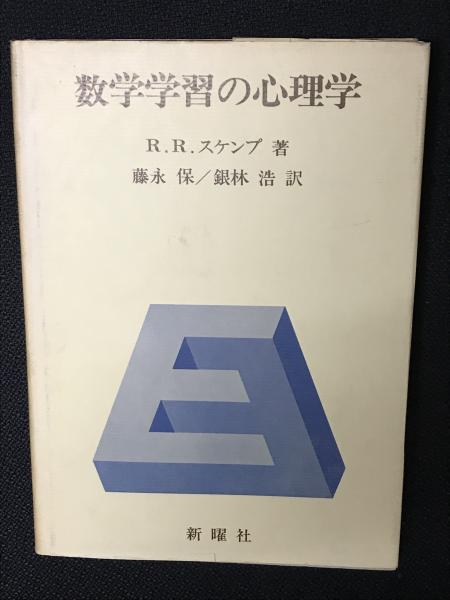 数学学習の心理学
R.R.スケンプ 著
藤永 保／銀林 浩 訳
新曜社